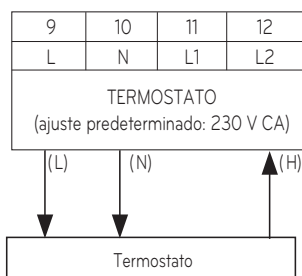 9 10 11 12
L N L1 L2
TERMOSTATO
(ajuste predeterminado: 230 V CA)
(L) (N) (H)
Termostato